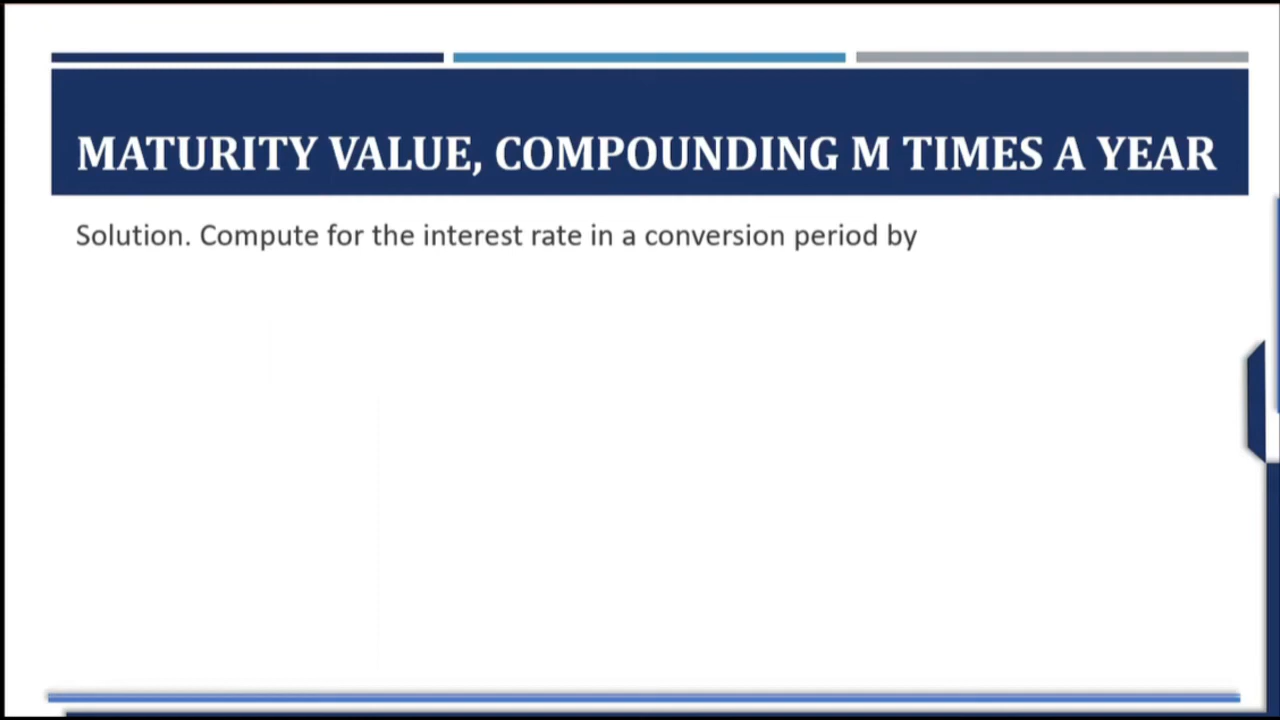 MATURITY VALUE, COMPOUNDING M TIMES A YEAR
Solution. Compute for the interest rate in a conversion period by